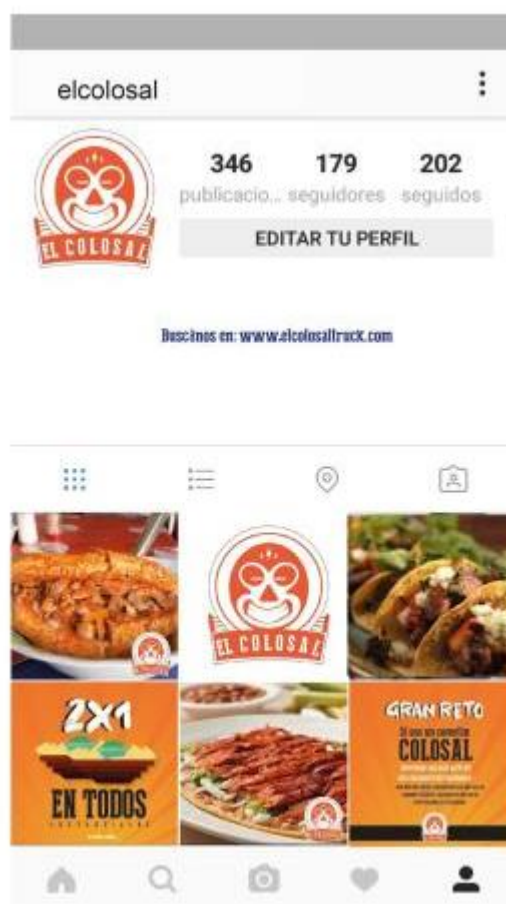 elcolosal
346 179 202
publicacio... seguidores seguidos
EDITAR TU PERFIL
EL COLOSAL
Buscános en: www.elcolosaltruck.com
EL COLOSAL
2X1
EN TODOS
GRAN RETO
COLOSAL